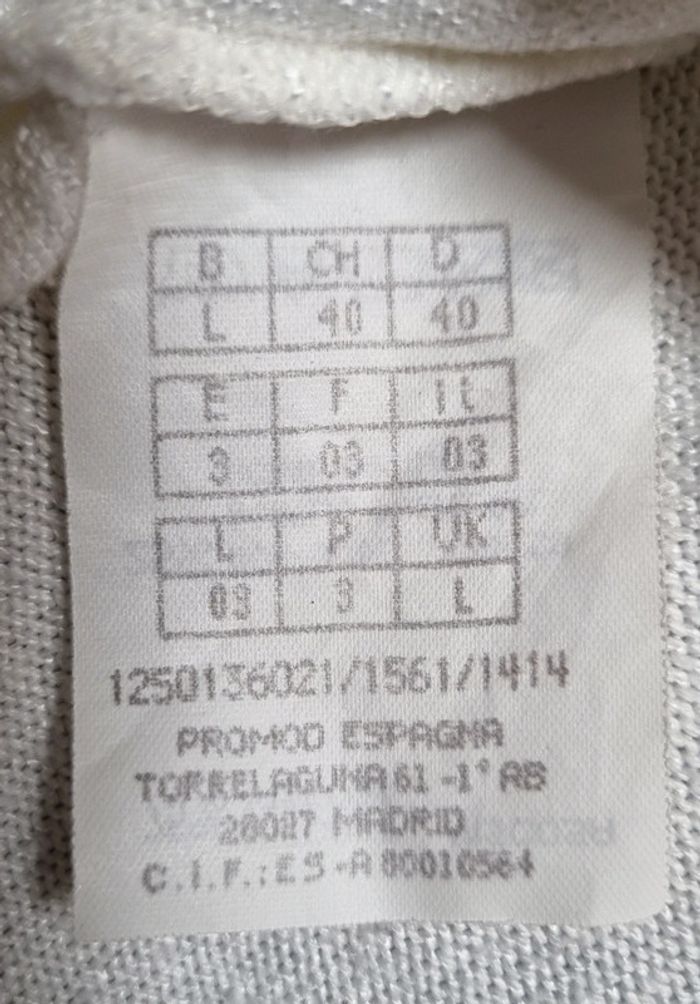 B CH D
L 40 40
E F IL
3 03 03
L P UK
03 3 L
1250136021/1561/1414
PROMOD ESPAGNA
TORRELAGUNA 61 -1° AB
28027 MADRID
C.I.F.: ES -A 80010564